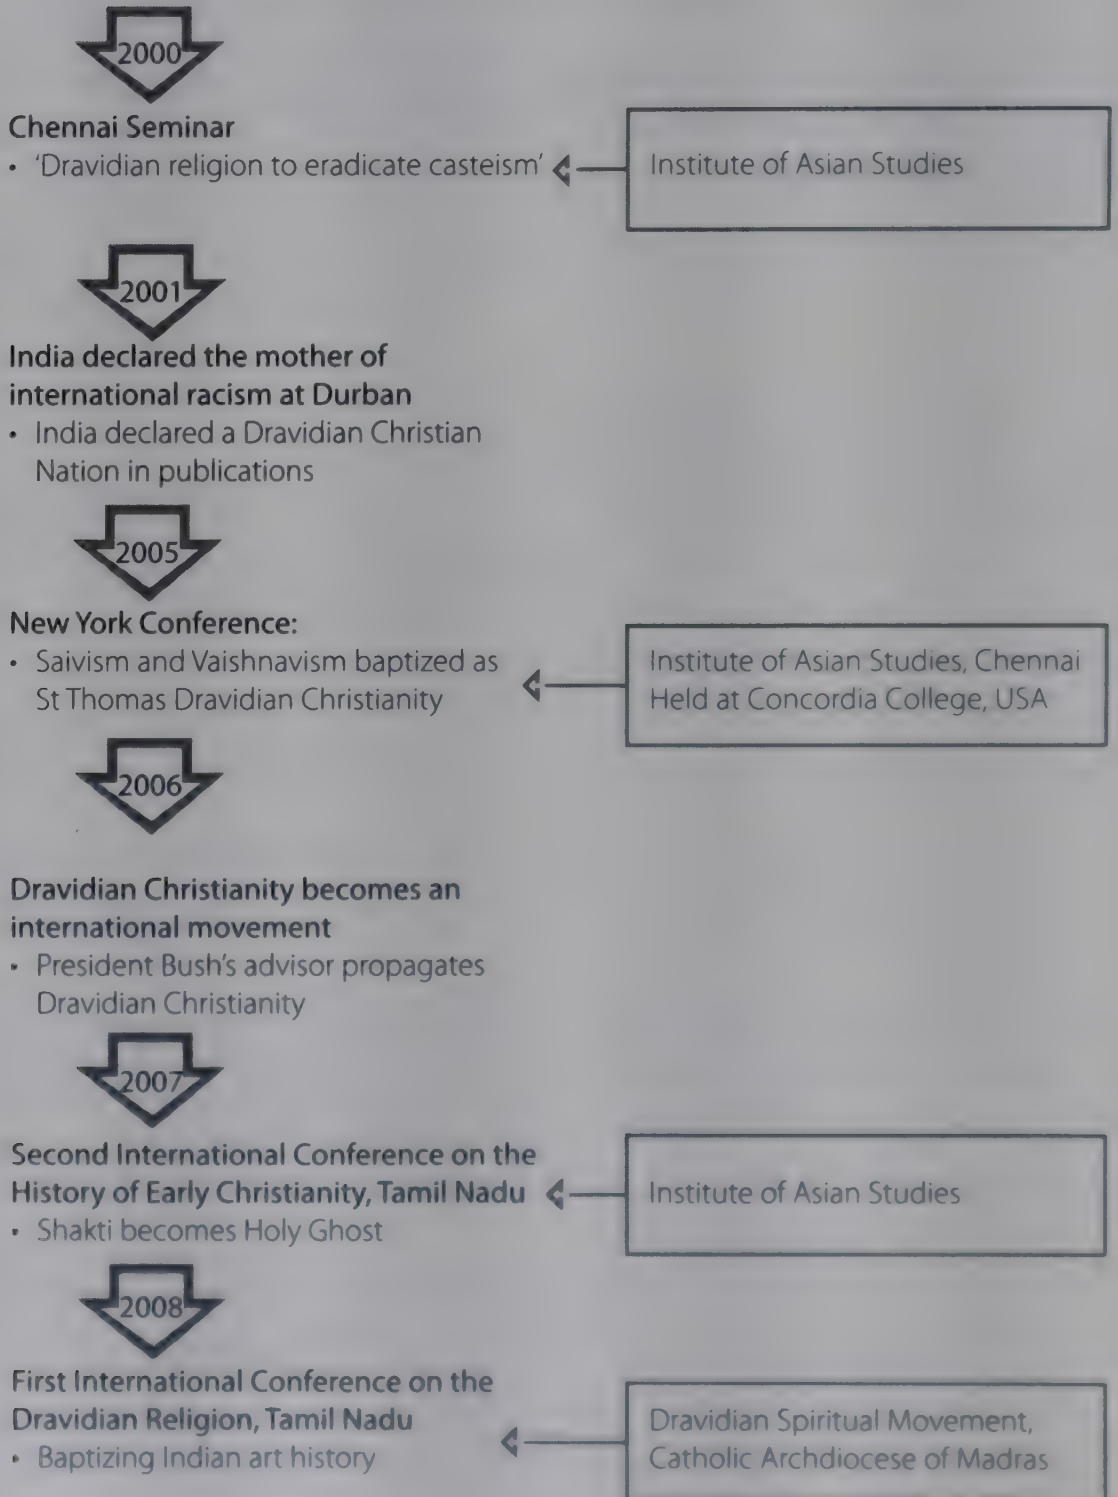 2000
Chennai Seminar
• 'Dravidian religion to eradicate casteism'
Institute of Asian Studies
2001
India declared the mother of
international racism at Durban
• India declared a Dravidian Christian
Nation in publications
2005
New York Conference:
• Saivism and Vaishnavism baptized as
St Thomas Dravidian Christianity
Institute of Asian Studies, Chennai
Held at Concordia College, USA
2006
Dravidian Christianity becomes an
international movement
• President Bush's advisor propagates
Dravidian Christianity
2007
Second International Conference on the
History of Early Christianity, Tamil Nadu
• Shakti becomes Holy Ghost
Institute of Asian Studies
2008
First International Conference on the
Dravidian Religion, Tamil Nadu
• Baptizing Indian art history
Dravidian Spiritual Movement,
Catholic Archdiocese of Madras